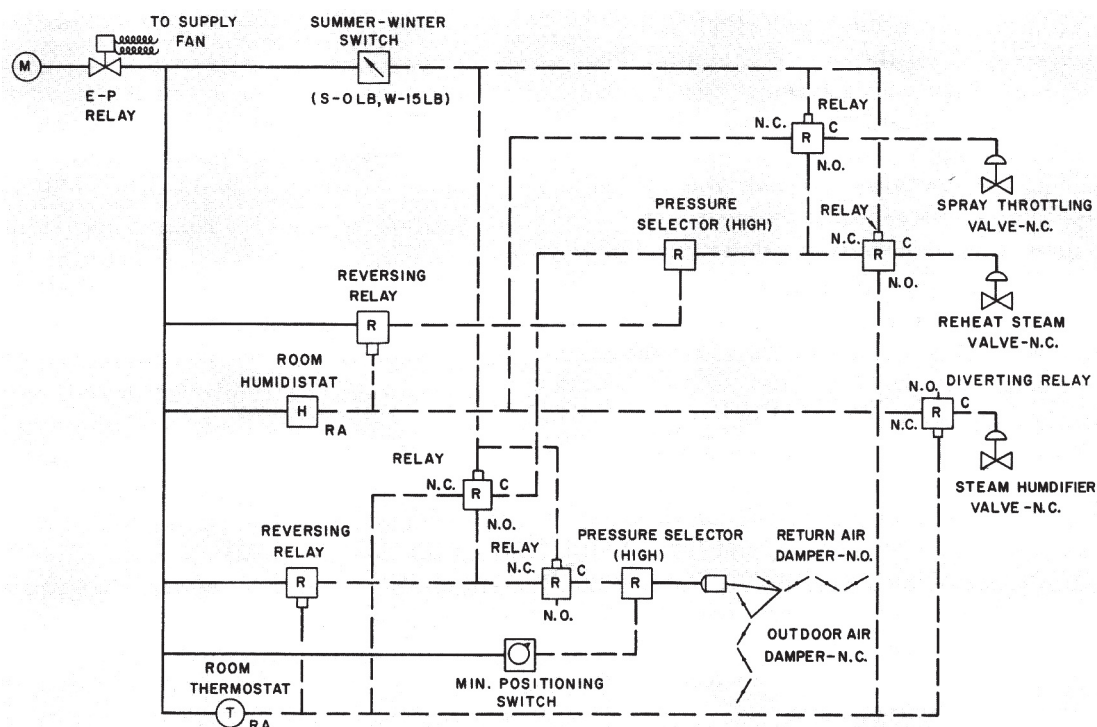 TO SUPPLY
FAN
SUMMER-WINTER
SWITCH
M
E-P
RELAY
(S-0LB, W-15LB)
RELAY
N.C.
R
C
N.O.
SPRAY THROTTLING
VALVE-N.C.
PRESSURE
SELECTOR (HIGH)
R
RELAY
N.C.
R
C
N.O.
REHEAT STEAM
VALVE-N.C.
REVERSING
RELAY
R
ROOM
HUMIDISTAT
H
RA
DIVERTING RELAY
N.O.
R
C
N.C.
STEAM HUMDIFIER
VALVE-N.C.
RELAY
N.C.
R
C
N.O.
REVERSING
RELAY
R
RELAY
N.C.
R
C
N.O.
PRESSURE SELECTOR
(HIGH)
R
RETURN AIR
DAMPER-N.O.
OUTDOOR AIR
DAMPER-N.C.
MIN. POSITIONING
SWITCH
ROOM
THERMOSTAT
T
RA